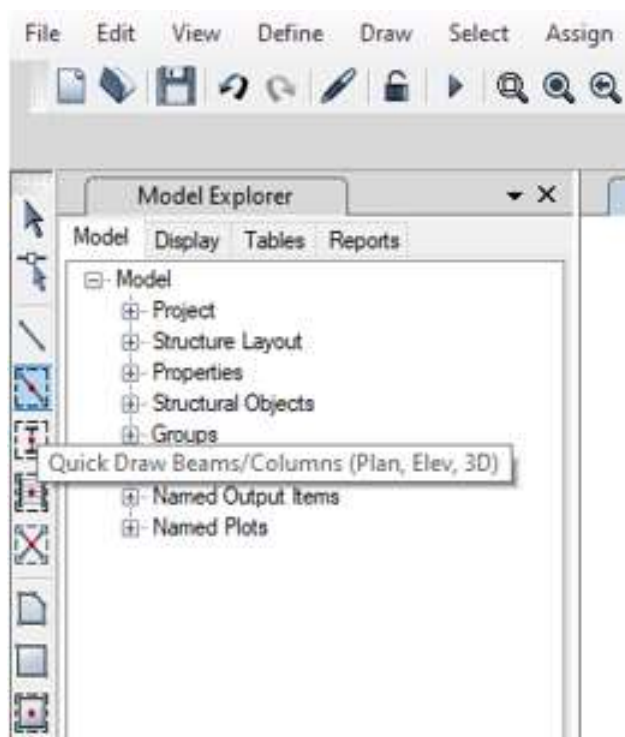 File Edit View Define Draw Select Assign
Model Explorer
Model Display Tables Reports
Model
Project
Structure Layout
Properties
Structural Objects
Groups
Quick Draw Beams/Columns (Plan, Elev, 3D)
Named Output Items
Named Plots